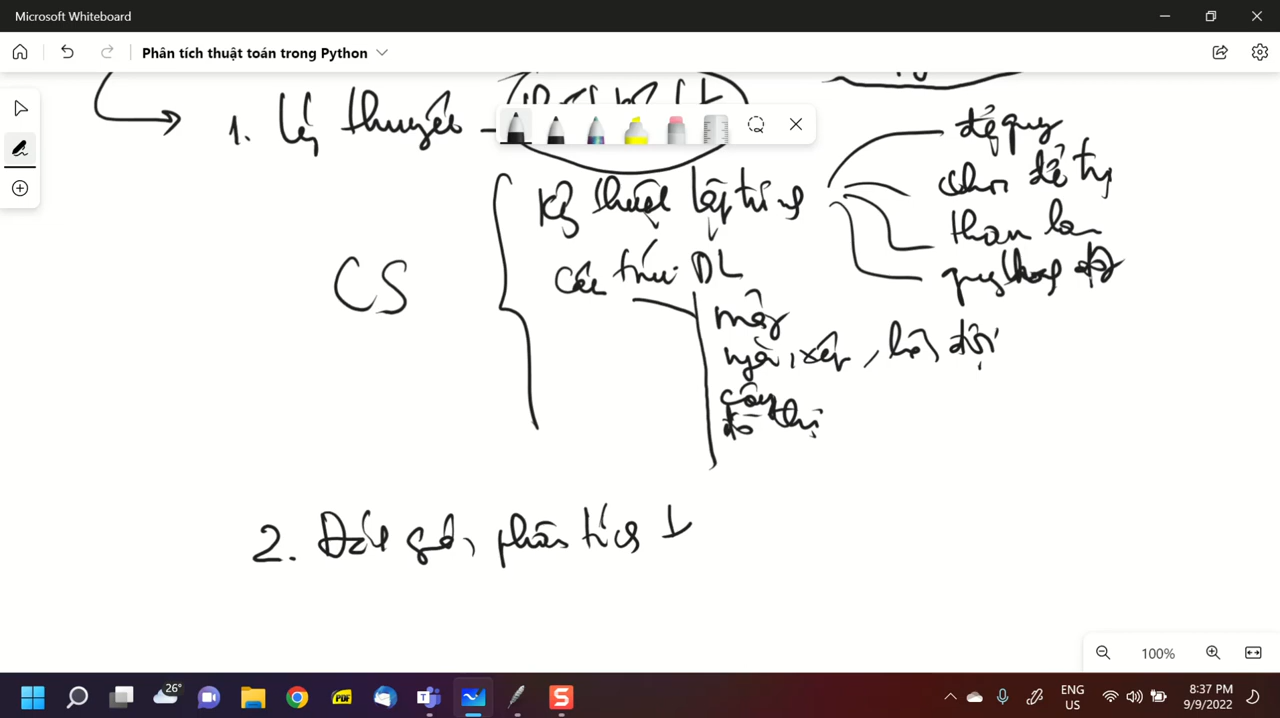 Microsoft Whiteboard
Phân tích thuật toán trong Python
1. Lý thuyết -
đệ quy
chia để trị
tham lam
quy hoạch động
Kỹ thuật lập trình
CS
Cấu trúc DL
mảng
ngăn xếp, hàng đợi
cây
đồ thị
2. Đánh giá, phân tích 1
100%
26°
ENG
US
8:37 PM
9/9/2022